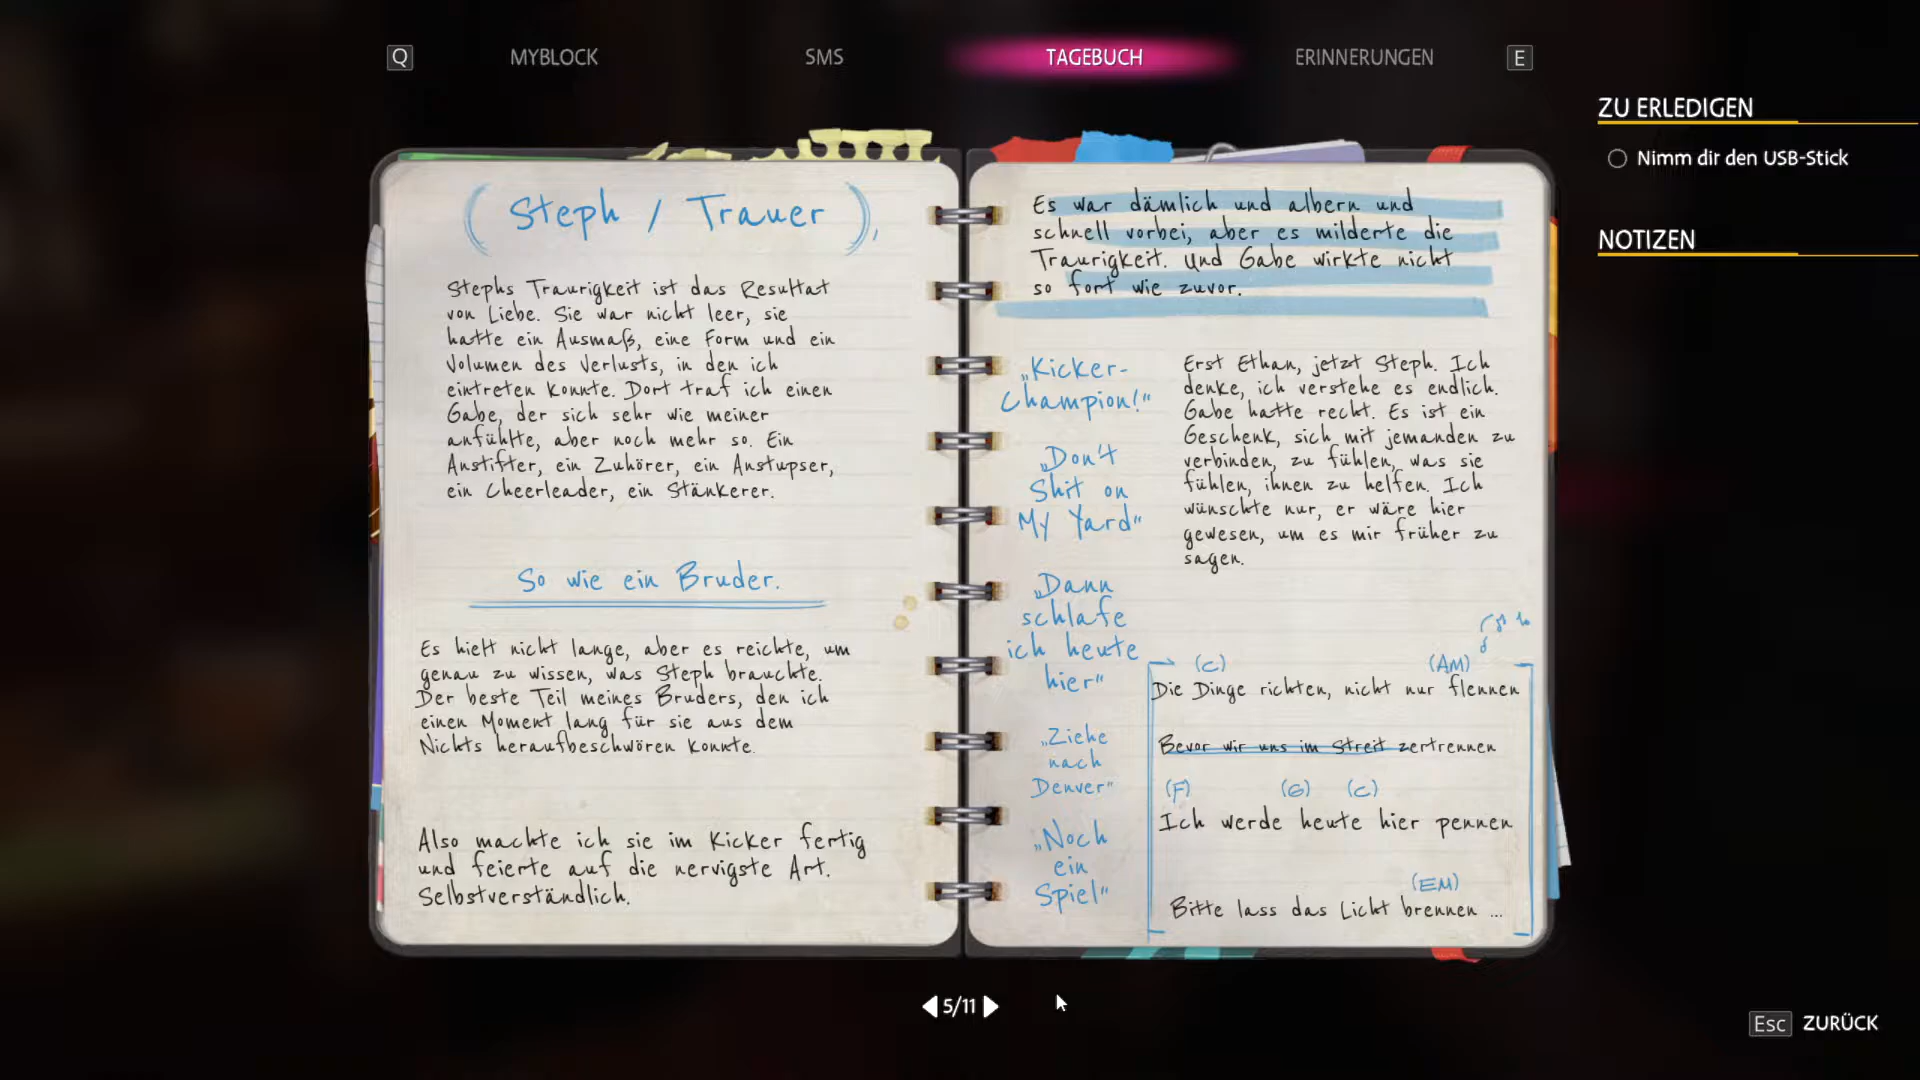 Q
MYBLOCK
SMS
TAGEBUCH
ERINNERUNGEN
E
ZU ERLEDIGEN
Nimm dir den USB-Stick
NOTIZEN
(Steph / Trauer),
Stephs Traurigkeit ist das Resultat
von Liebe. Sie war nicht leer, sie
hatte ein Ausmaß, eine Form und ein
Volumen des Verlusts, in den ich
eintreten konnte. Dort traf ich einen
Gabe, der sich sehr wie meiner
anfühlte, aber noch mehr so. Ein
Anstifter, ein Zuhörer, ein Anstupser,
ein Cheerleader, ein Stänkerer.
So wie ein Bruder.
Es hielt nicht lange, aber es reichte, um
genau zu wissen, was Steph brauchte.
Der beste Teil meines Bruders, den ich
einen Moment lang für sie aus dem
Nichts heraufbeschwören konnte.
Also machte ich sie im Kicker fertig
und feierte auf die nervigste Art.
Selbstverständlich.
Es war dämlich und albern und
schnell vorbei, aber es milderte die
Traurigkeit. Und Gabe wirkte nicht
so fort wie zuvor.
„Kicker-
Champion!“
„Don't
Shit on
My Yard“
„Dann
schlafe
ich heute
hier“
„Ziehe
nach
Denver“
„Noch
ein
Spiel“
Erst Ethan, jetzt Steph. Ich
denke, ich verstehe es endlich.
Gabe hatte recht. Es ist ein
Geschenk, sich mit jemanden zu
verbinden, zu fühlen, was sie
fühlen, ihnen zu helfen. Ich
wünschte nur, er wäre hier
gewesen, um es mir früher zu
sagen.
(C) (AM)
Die Dinge richten, nicht nur flennen
Bevor wir uns im Streit zertrennen
(F) (G) (C)
Ich werde heute hier pennen
(EM)
Bitte lass das Licht brennen ...
5/11
Esc ZURÜCK